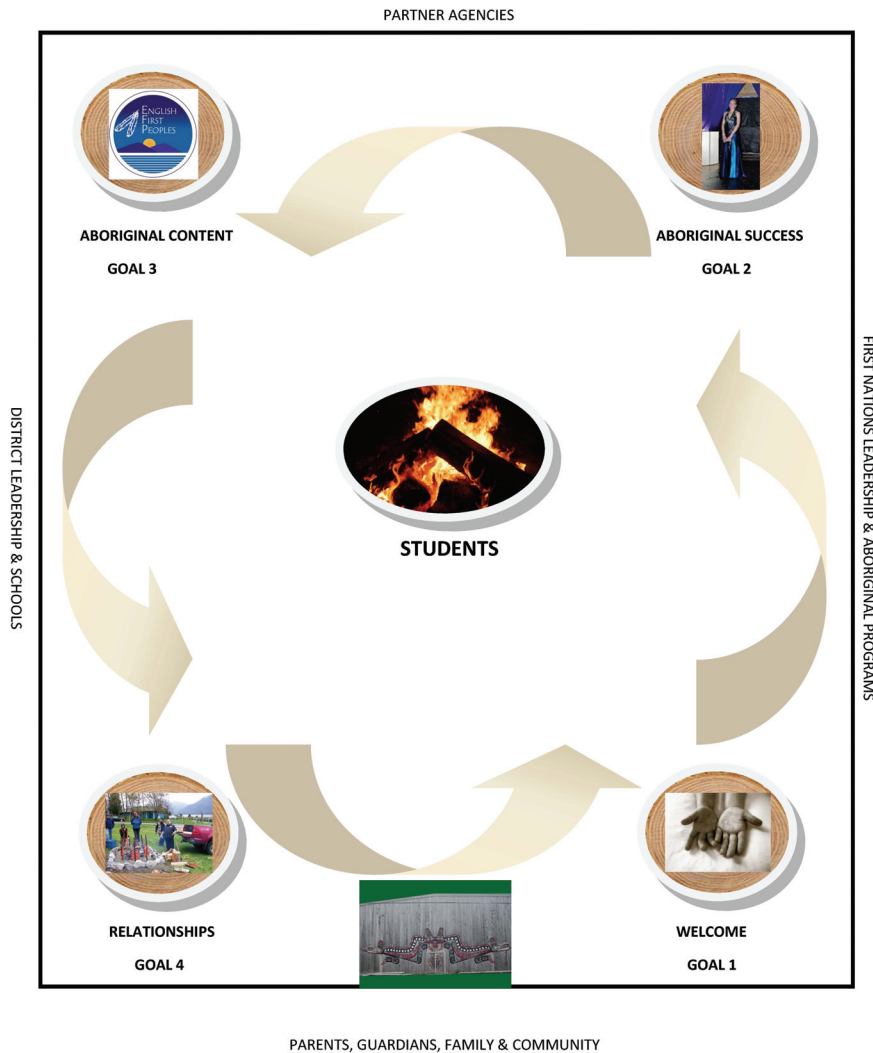 PARTNER AGENCIES
ENGLISH
FIRST
PEOPLES
ABORIGINAL CONTENT
GOAL 3
ABORIGINAL SUCCESS
GOAL 2
DISTRICT LEADERSHIP & SCHOOLS
FIRST NATIONS LEADERSHIP & ABORIGINAL PROGRAMS
STUDENTS
RELATIONSHIPS
GOAL 4
WELCOME
GOAL 1
PARENTS, GUARDIANS, FAMILY & COMMUNITY